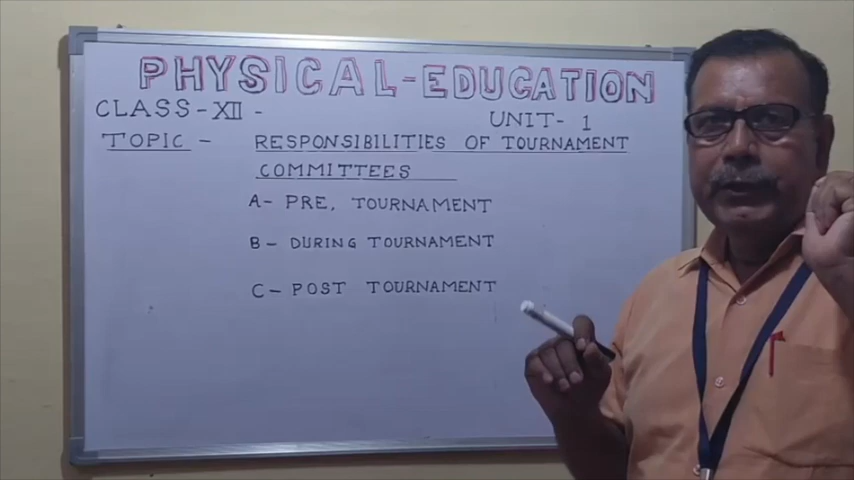 PHYSICAL-EDUCATION
CLASS-XII - UNIT- 1
TOPIC - RESPONSIBILITIES OF TOURNAMENT
COMMITTEES
A- PRE, TOURNAMENT
B- DURING TOURNAMENT
C- POST TOURNAMENT